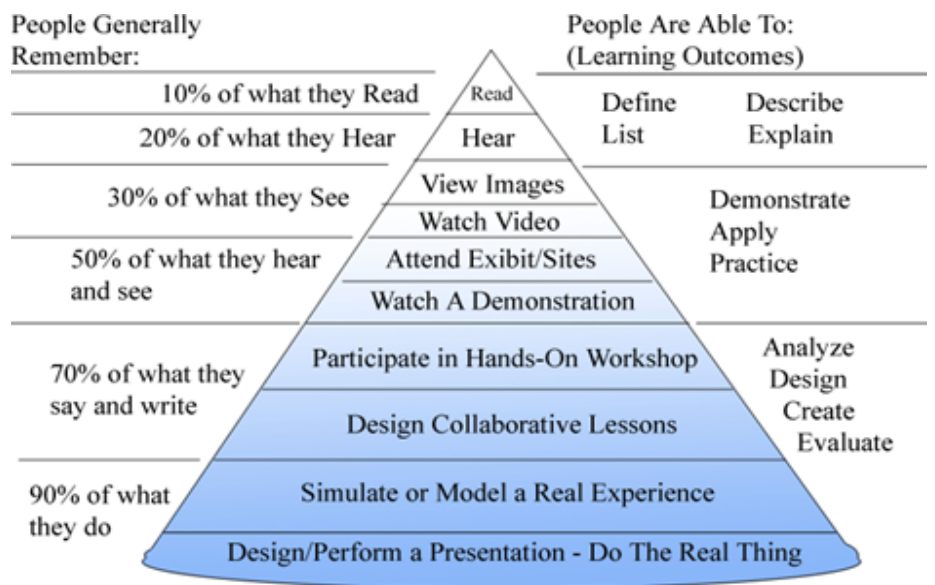 People Generally
Remember:
10% of what they Read
20% of what they Hear
30% of what they See
50% of what they hear
and see
70% of what they
say and write
90% of what
they do
Read
Hear
View Images
Watch Video
Attend Exibit/Sites
Watch A Demonstration
Participate in Hands-On Workshop
Design Collaborative Lessons
Simulate or Model a Real Experience
Design/Perform a Presentation - Do The Real Thing
People Are Able To:
(Learning Outcomes)
Define Describe
List Explain
Demonstrate
Apply
Practice
Analyze
Design
Create
Evaluate